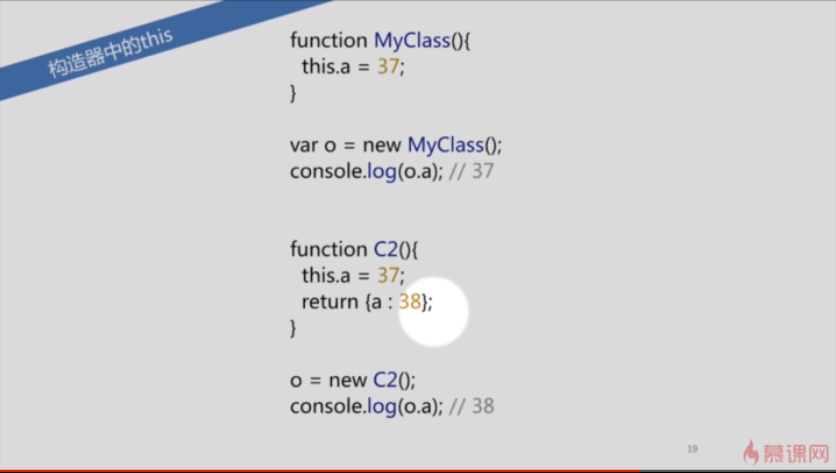 构造器中的this
function MyClass(){
this.a = 37;
}
var o = new MyClass();
console.log(o.a); // 37
function C2(){
this.a = 37;
return {a : 38};
}
o = new C2();
console.log(o.a); // 38
19
慕课网